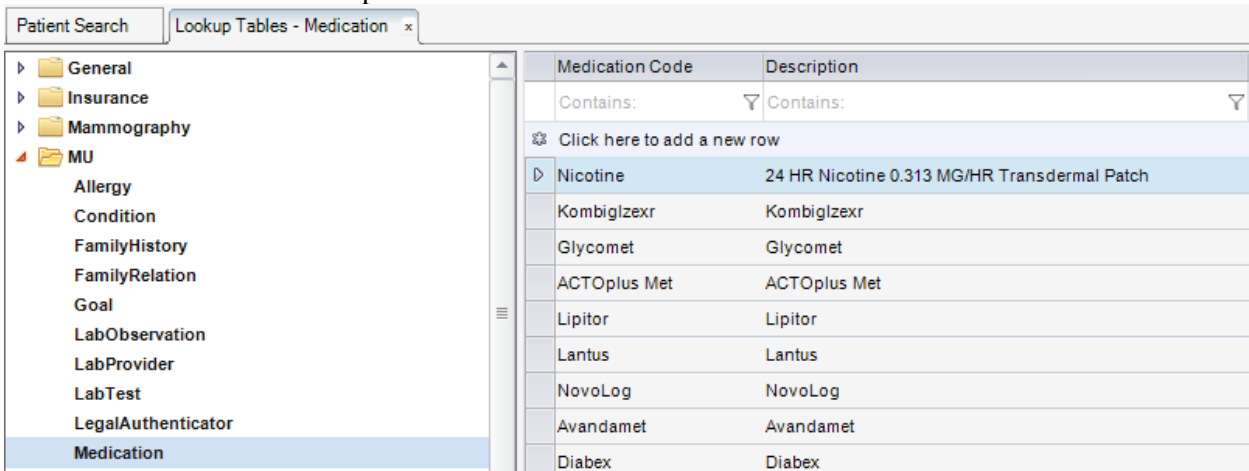 Patient Search
Lookup Tables - Medication x
General
Insurance
Mammography
MU
Allergy
Condition
FamilyHistory
FamilyRelation
Goal
LabObservation
LabProvider
LabTest
LegalAuthenticator
Medication
Medication Code Description
Contains: Contains:
Click here to add a new row
Nicotine 24 HR Nicotine 0.313 MG/HR Transdermal Patch
Kombiglzexr Kombiglzexr
Glycomet Glycomet
ACTOplus Met ACTOplus Met
Lipitor Lipitor
Lantus Lantus
NovoLog NovoLog
Avandamet Avandamet
Diabex Diabex